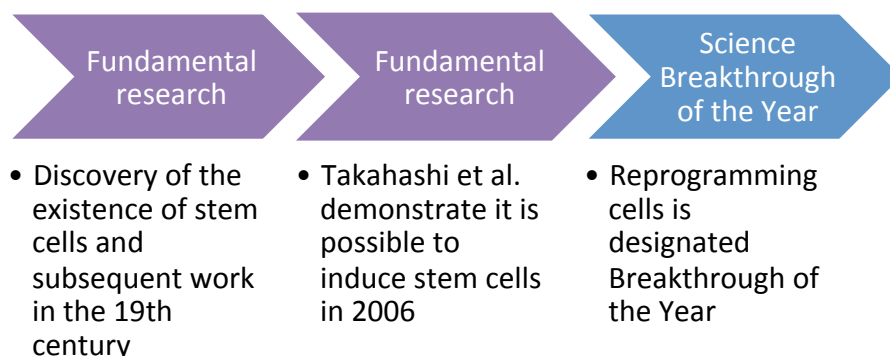 Fundamental
research
Fundamental
research
Science
Breakthrough
of the Year
• Discovery of the
existence of stem
cells and
subsequent work
in the 19th
century
• Takahashi et al.
demonstrate it is
possible to
induce stem cells
in 2006
• Reprogramming
cells is
designated
Breakthrough of
the Year